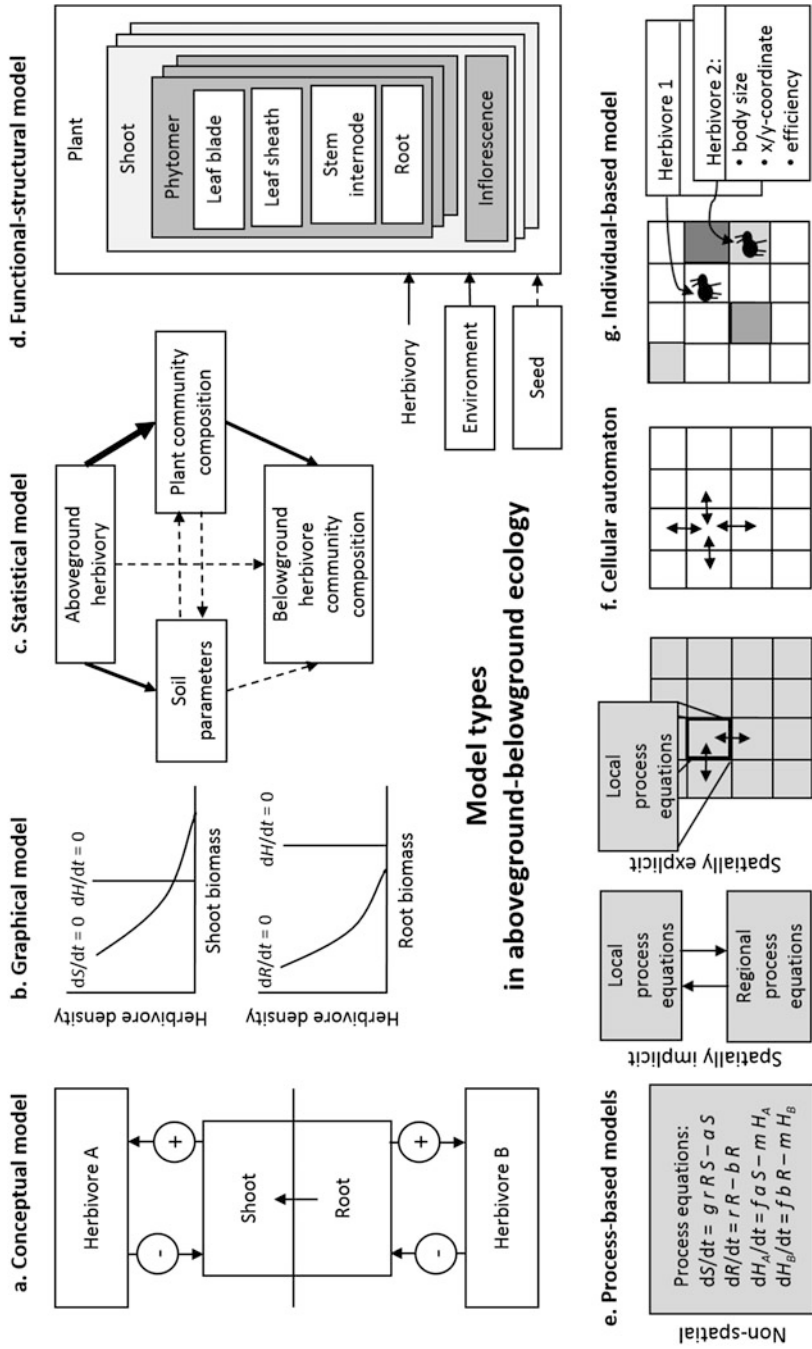 a. Conceptual model
Herbivore A
-
+
Shoot
Root
-
+
Herbivore B
b. Graphical model
Herbivore density
dS/dt = 0
dH/dt = 0
Shoot biomass
Herbivore density
dR/dt = 0
dH/dt = 0
Root biomass
c. Statistical model
Aboveground
herbivory
Soil
parameters
Plant community
composition
Belowground
herbivore
community
composition
d. Functional-structural model
Plant
Shoot
Phytomer
Leaf blade
Leaf sheath
Stem
internode
Root
Inflorescence
Herbivory
Environment
Seed
Model types
in aboveground-belowground ecology
e. Process-based models
Non-spatial
Process equations:
dS/dt = g r R S – a S
dR/dt = r R – b R
dH_A/dt = f a S – m H_A
dH_B/dt = f b R – m H_B
Spatially implicit
Local
process
equations
Regional
process
equations
Spatially explicit
Local
process
equations
f. Cellular automaton
g. Individual-based model
Herbivore 1
Herbivore 2:
• body size
• x/y-coordinate
• efficiency